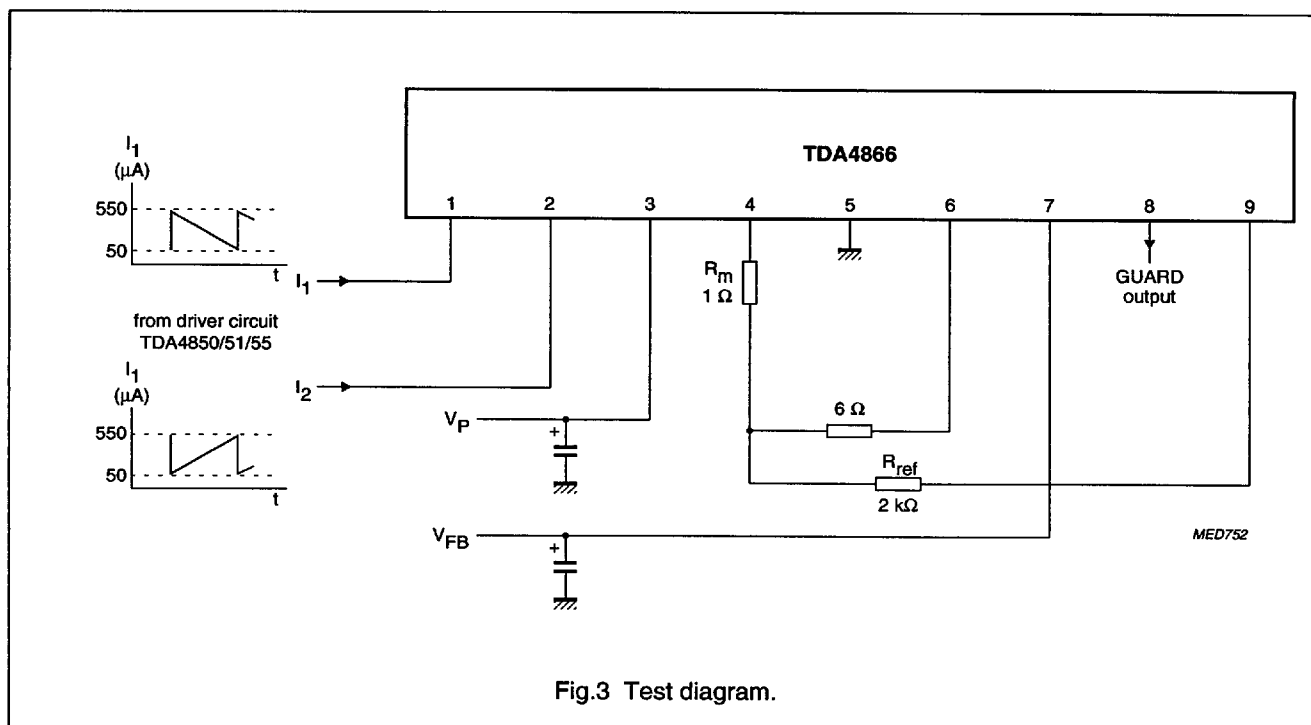 TDA4866
1 2 3 4 5 6 7 8 9
I1
(μA)
550
50
t
I1
from driver circuit
TDA4850/51/55
I1
(μA)
550
50
t
I2
VP
+
VFB
+
Rm
1 Ω
6 Ω
Rref
2 kΩ
GUARD
output
MED752
Fig.3 Test diagram.